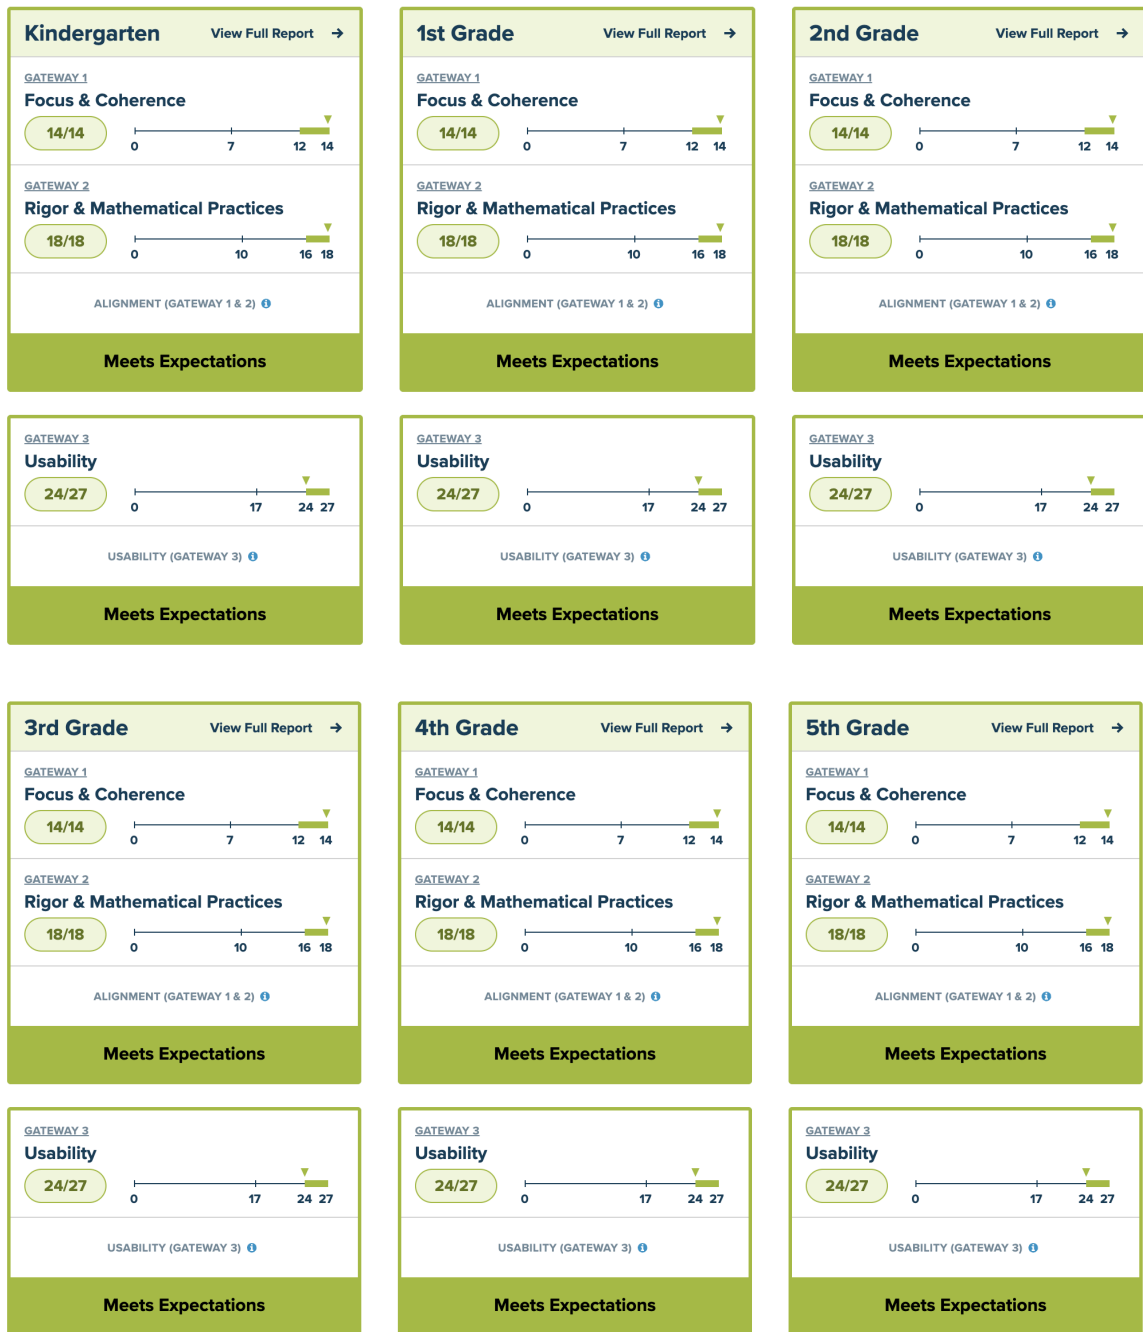 Kindergarten View Full Report →
GATEWAY 1
Focus & Coherence
14/14
0 7 12 14
GATEWAY 2
Rigor & Mathematical Practices
18/18
0 10 16 18
ALIGNMENT (GATEWAY 1 & 2)
Meets Expectations
GATEWAY 3
Usability
24/27
0 17 24 27
USABILITY (GATEWAY 3)
Meets Expectations
1st Grade View Full Report →
GATEWAY 1
Focus & Coherence
14/14
0 7 12 14
GATEWAY 2
Rigor & Mathematical Practices
18/18
0 10 16 18
ALIGNMENT (GATEWAY 1 & 2)
Meets Expectations
GATEWAY 3
Usability
24/27
0 17 24 27
USABILITY (GATEWAY 3)
Meets Expectations
2nd Grade View Full Report →
GATEWAY 1
Focus & Coherence
14/14
0 7 12 14
GATEWAY 2
Rigor & Mathematical Practices
18/18
0 10 16 18
ALIGNMENT (GATEWAY 1 & 2)
Meets Expectations
GATEWAY 3
Usability
24/27
0 17 24 27
USABILITY (GATEWAY 3)
Meets Expectations
3rd Grade View Full Report →
GATEWAY 1
Focus & Coherence
14/14
0 7 12 14
GATEWAY 2
Rigor & Mathematical Practices
18/18
0 10 16 18
ALIGNMENT (GATEWAY 1 & 2)
Meets Expectations
GATEWAY 3
Usability
24/27
0 17 24 27
USABILITY (GATEWAY 3)
Meets Expectations
4th Grade View Full Report →
GATEWAY 1
Focus & Coherence
14/14
0 7 12 14
GATEWAY 2
Rigor & Mathematical Practices
18/18
0 10 16 18
ALIGNMENT (GATEWAY 1 & 2)
Meets Expectations
GATEWAY 3
Usability
24/27
0 17 24 27
USABILITY (GATEWAY 3)
Meets Expectations
5th Grade View Full Report →
GATEWAY 1
Focus & Coherence
14/14
0 7 12 14
GATEWAY 2
Rigor & Mathematical Practices
18/18
0 10 16 18
ALIGNMENT (GATEWAY 1 & 2)
Meets Expectations
GATEWAY 3
Usability
24/27
0 17 24 27
USABILITY (GATEWAY 3)
Meets Expectations